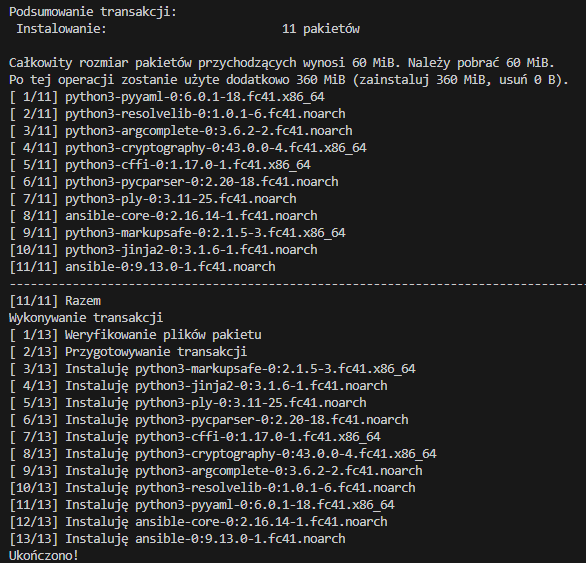 Podsumowanie transakcji:
 Instalowanie:                          11 pakietów

Całkowity rozmiar pakietów przychodzących wynosi 60 MiB. Należy pobrać 60 MiB.
Po tej operacji zostanie użyte dodatkowo 360 MiB (zainstaluj 360 MiB, usuń 0 B).
[ 1/11] python3-pyyaml-0:6.0.1-18.fc41.x86_64
[ 2/11] python3-resolvelib-0:1.0.1-6.fc41.noarch
[ 3/11] python3-argcomplete-0:3.6.2-2.fc41.noarch
[ 4/11] python3-cryptography-0:43.0.0-4.fc41.x86_64
[ 5/11] python3-cffi-0:1.17.0-1.fc41.x86_64
[ 6/11] python3-pycparser-0:2.20-18.fc41.noarch
[ 7/11] python3-ply-0:3.11-25.fc41.noarch
[ 8/11] ansible-core-0:2.16.14-1.fc41.noarch
[ 9/11] python3-markupsafe-0:2.1.5-3.fc41.x86_64
[10/11] python3-jinja2-0:3.1.6-1.fc41.noarch
[11/11] ansible-0:9.13.0-1.fc41.noarch
--------------------------------------------------------------------------------
[11/11] Razem
Wykonywanie transakcji
[ 1/13] Weryfikowanie plików pakietu
[ 2/13] Przygotowywanie transakcji
[ 3/13] Instaluję python3-markupsafe-0:2.1.5-3.fc41.x86_64
[ 4/13] Instaluję python3-jinja2-0:3.1.6-1.fc41.noarch
[ 5/13] Instaluję python3-ply-0:3.11-25.fc41.noarch
[ 6/13] Instaluję python3-pycparser-0:2.20-18.fc41.noarch
[ 7/13] Instaluję python3-cffi-0:1.17.0-1.fc41.x86_64
[ 8/13] Instaluję python3-cryptography-0:43.0.0-4.fc41.x86_64
[ 9/13] Instaluję python3-argcomplete-0:3.6.2-2.fc41.noarch
[10/13] Instaluję python3-resolvelib-0:1.0.1-6.fc41.noarch
[11/13] Instaluję python3-pyyaml-0:6.0.1-18.fc41.x86_64
[12/13] Instaluję ansible-core-0:2.16.14-1.fc41.noarch
[13/13] Instaluję ansible-0:9.13.0-1.fc41.noarch
Ukończono!